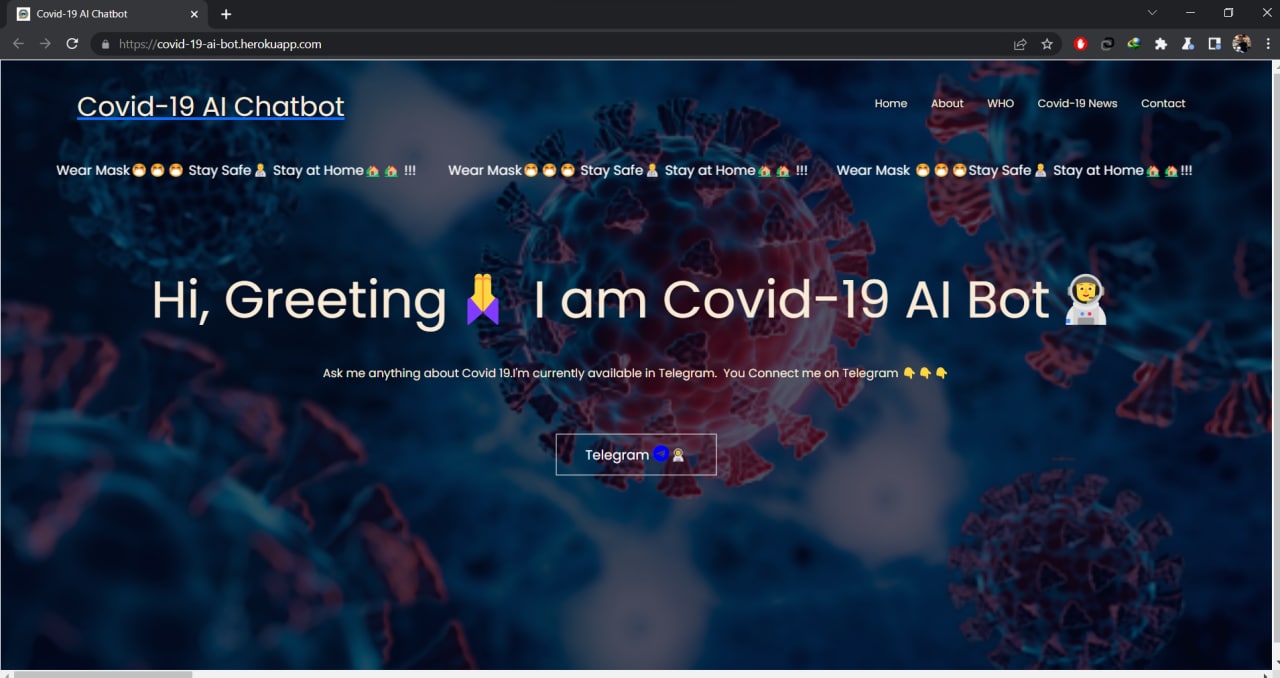 Covid-19 AI Chatbot
https://covid-19-ai-bot.herokuapp.com
Covid-19 AI Chatbot
Home About WHO Covid-19 News Contact
Wear Mask😷 😷 😷 Stay Safe🧘 Stay at Home🏠 🏠 !!! Wear Mask😷 😷 😷 Stay Safe🧘 Stay at Home🏠 🏠 !!! Wear Mask 😷 😷 😷Stay Safe🧘 Stay at Home🏠 🏠!!!
Hi, Greeting 🙏 I am Covid-19 AI Bot 👨‍🚀
Ask me anything about Covid 19.I'm currently available in Telegram. You Connect me on Telegram 👇👇👇
Telegram